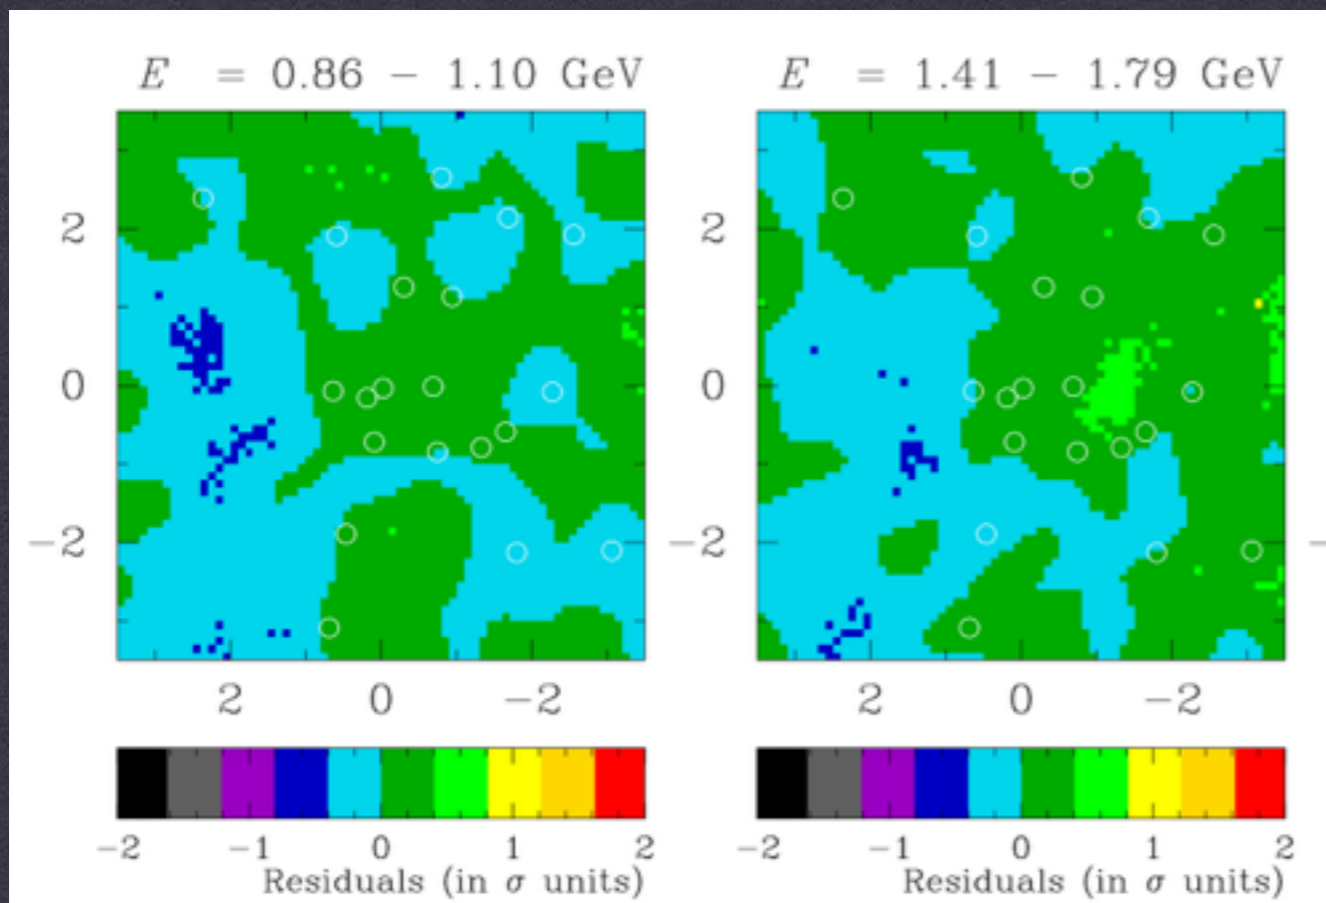 E = 0.86 − 1.10 GeV
E = 1.41 − 1.79 GeV
2
0
−2
2 0 −2
−2 −1 0 1 2
Residuals (in σ units)
2
0
−2
2 0 −2
−2 −1 0 1 2
Residuals (in σ units)
−